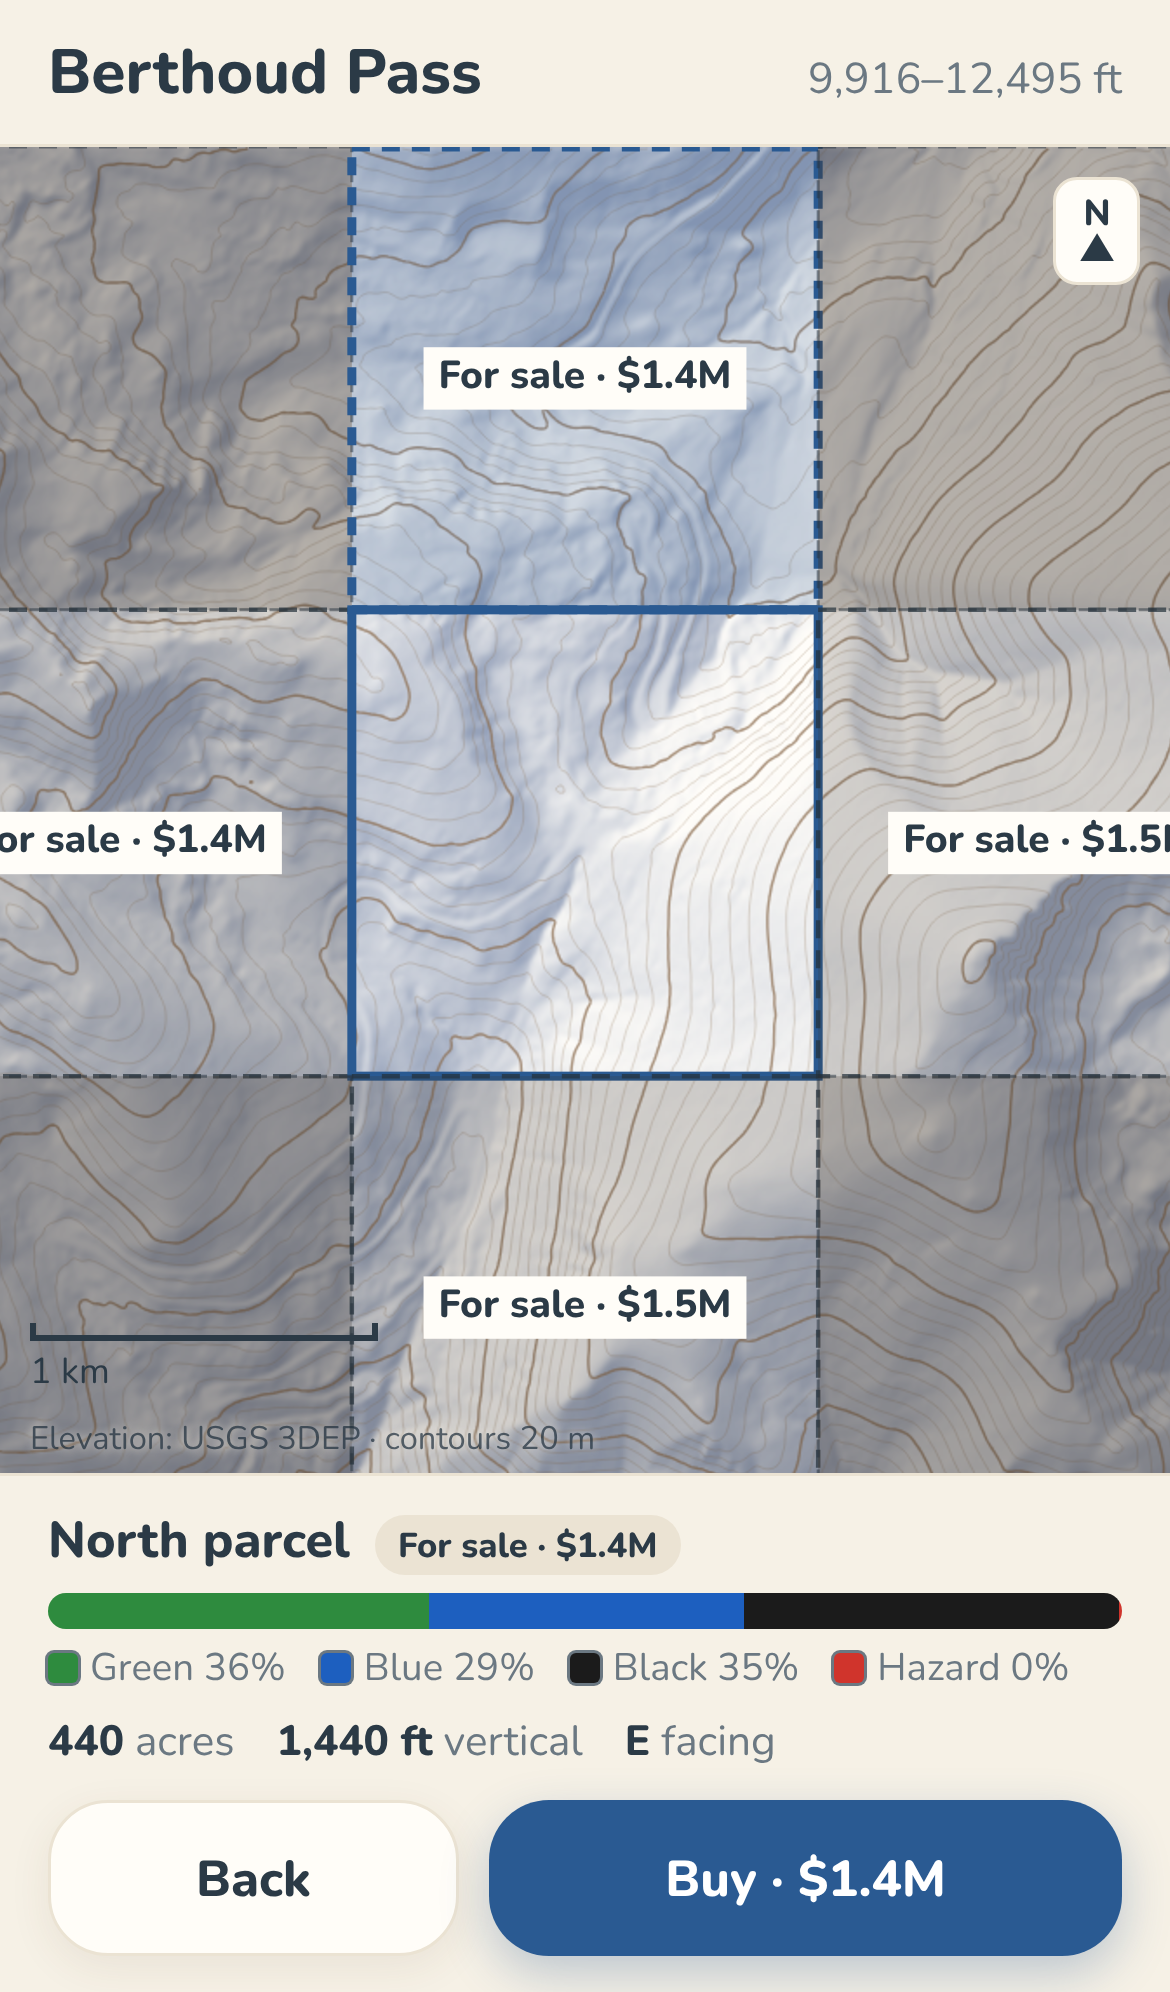 Berthoud Pass
9,916–12,495 ft
N
For sale · $1.4M
or sale · $1.4M
For sale · $1.5
For sale · $1.5M
1 km
Elevation: USGS 3DEP · contours 20 m
North parcel
For sale · $1.4M
Green 36%
Blue 29%
Black 35%
Hazard 0%
440 acres
1,440 ft vertical
E facing
Back
Buy · $1.4M